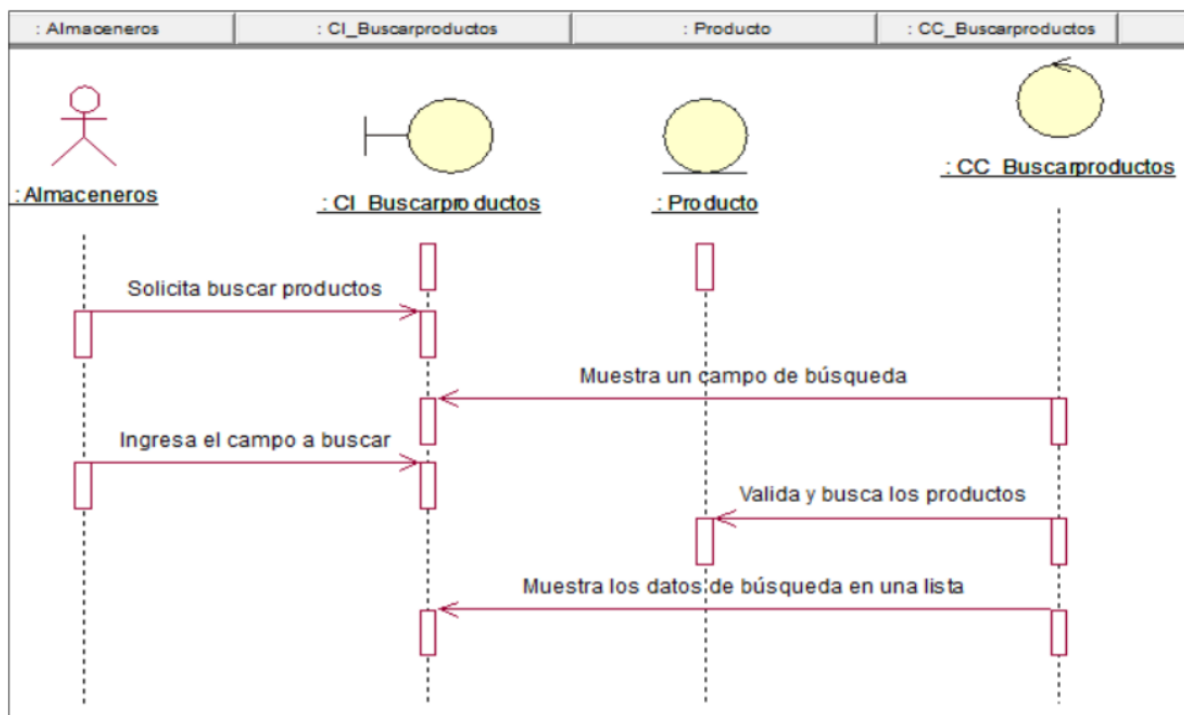 : Almaceneros
: CI_Buscarproductos
: Producto
: CC_Buscarproductos
: Almaceneros
: CI_Buscarproductos
: Producto
: CC_Buscarproductos
Solicita buscar productos
Muestra un campo de búsqueda
Ingresa el campo a buscar
Valida y busca los productos
Muestra los datos de búsqueda en una lista